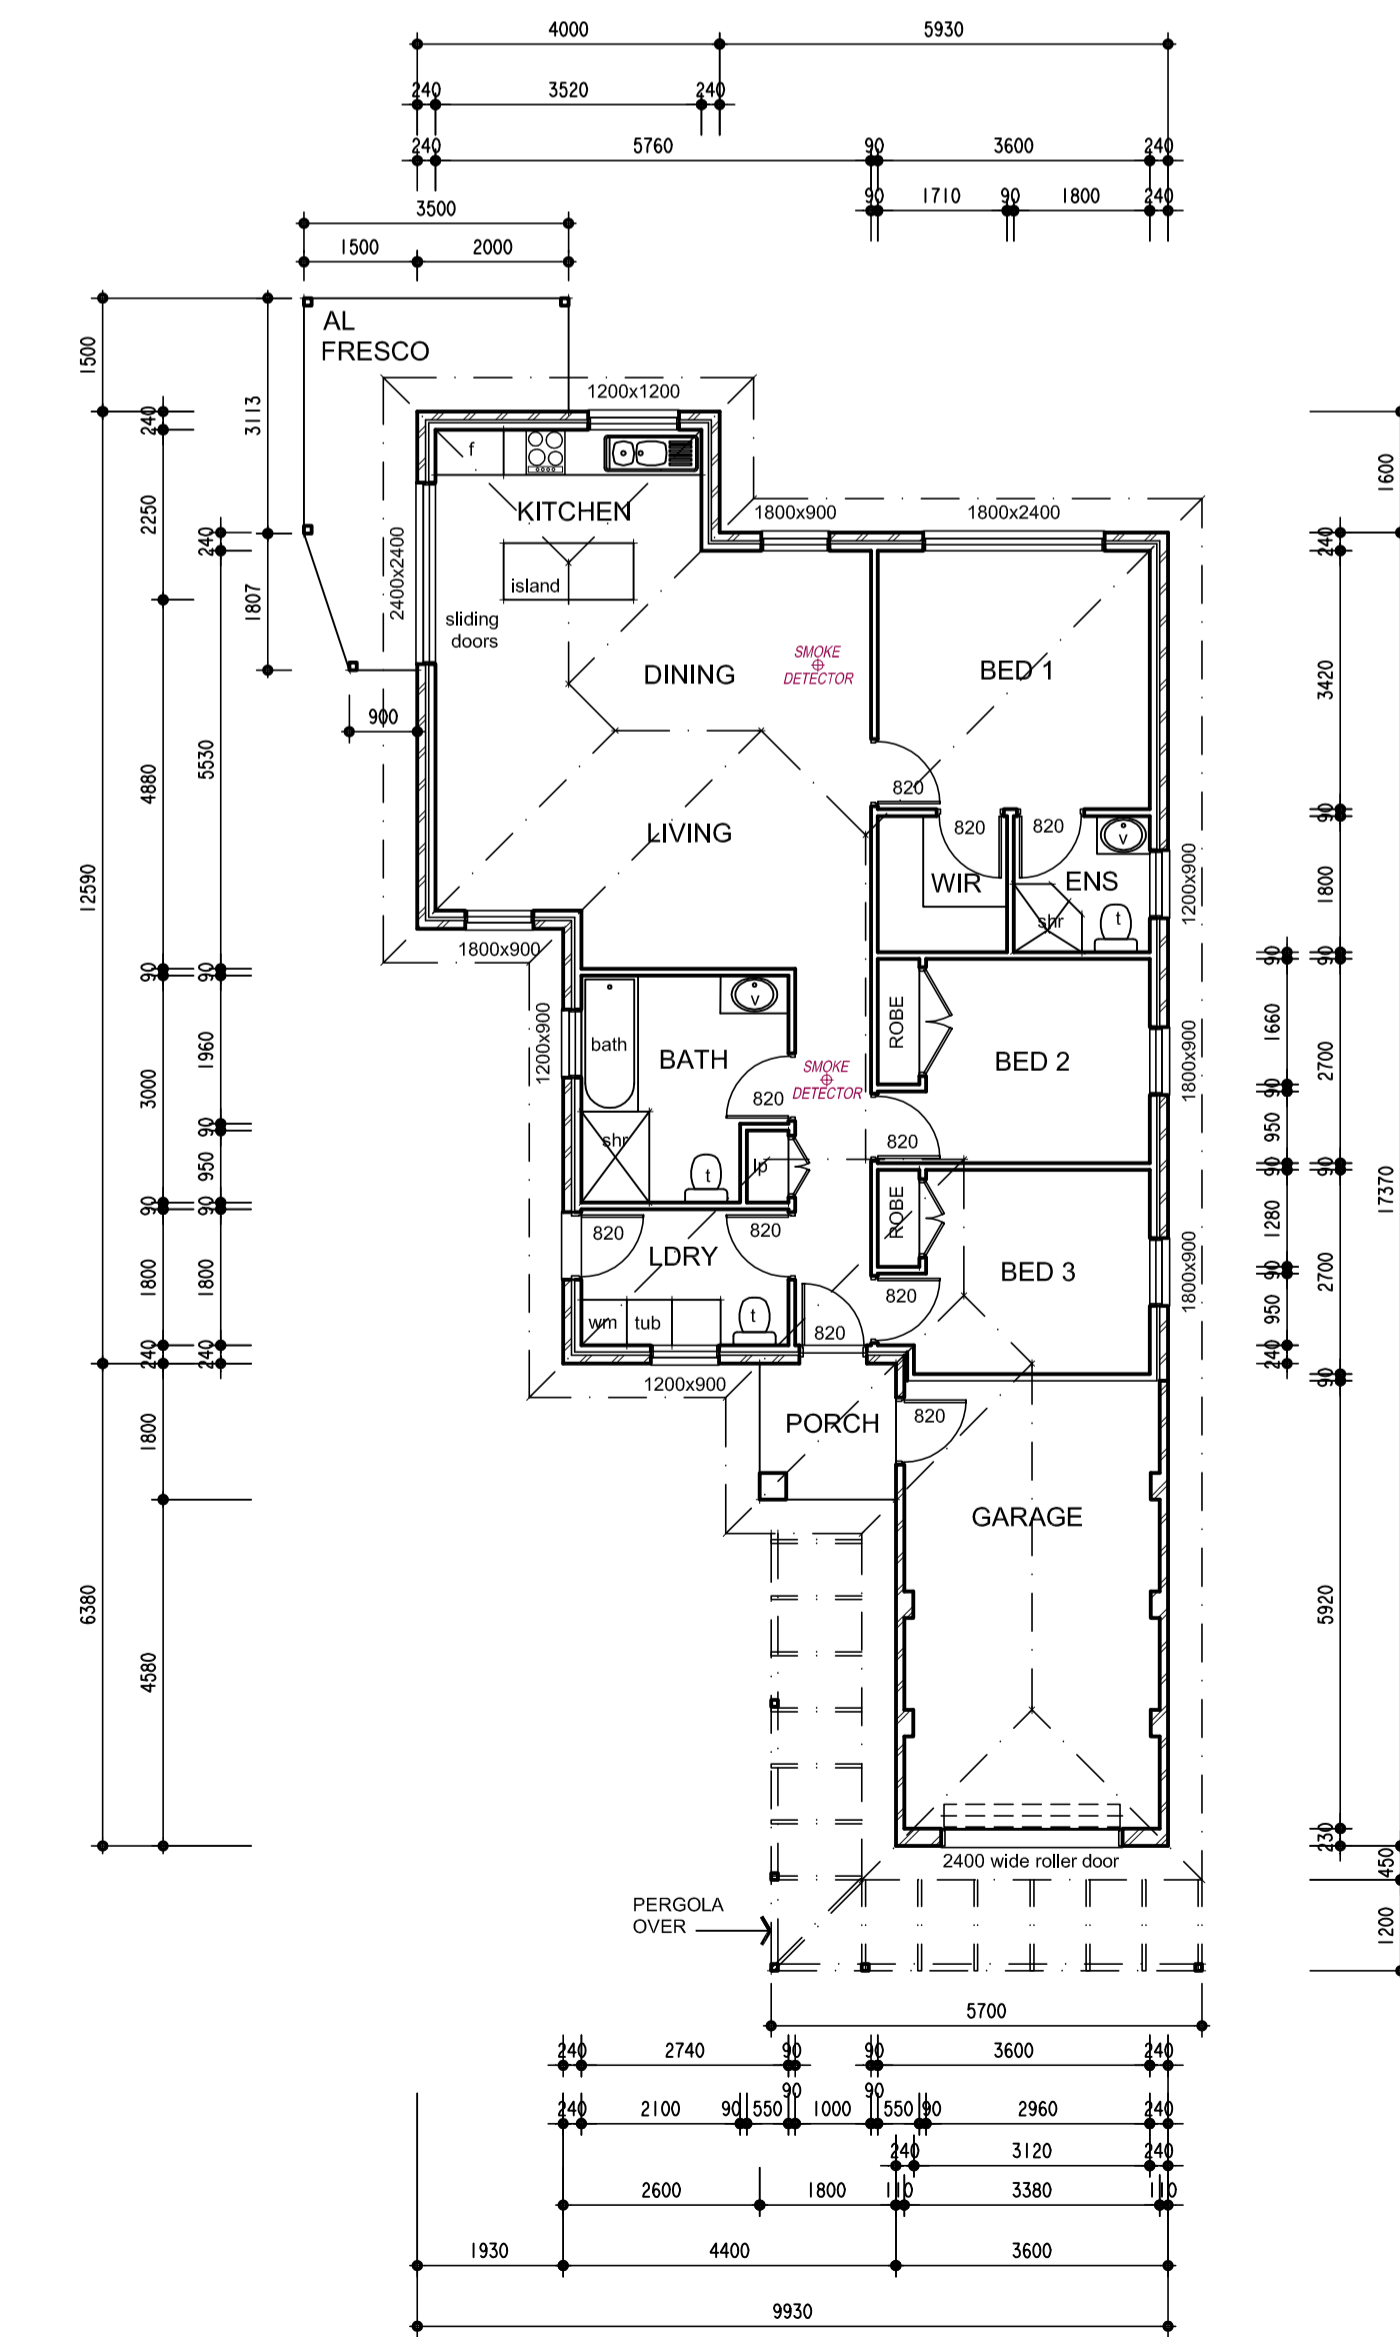 4000 5930
240 3520 240
240 5760 90 3600 240
90 1710 90 1800 240
3500
1500 2000
AL
FRESCO
1500
3113
240
2250
240
1807
900
5530
4880
12590
90
90
1960
3000
90
950
90
90
1800
1800
240
240
1800
6380
4580
1200x1200
f
KITCHEN
2400x2400
island
sliding
doors
1800x900
1800x2400
DINING
SMOKE
DETECTOR
BED 1
820
LIVING
820
820
v
WIR
ENS
shr
t
1200x900
1800x900
1200x900
bath
v
BATH
SMOKE
DETECTOR
820
ROBE
BED 2
1800x900
820
shr
t
lp
820
LDRY
820
ROBE
BED 3
1800x900
820
wm
tub
t
820
1200x900
PORCH
820
GARAGE
2400 wide roller door
PERGOLA
OVER
1600
240
3420
90
1800
90
90
1660
2700
90
950
90
90
1280
2700
90
950
240
90
17370
5920
230
450
1200
5700
240 2740 90 90 3600 240
240 2100 90 550 90 1000 90 550 90 2960 240
240 3120 240
2600 1800 110 3380 110
1930 4400 3600
9930